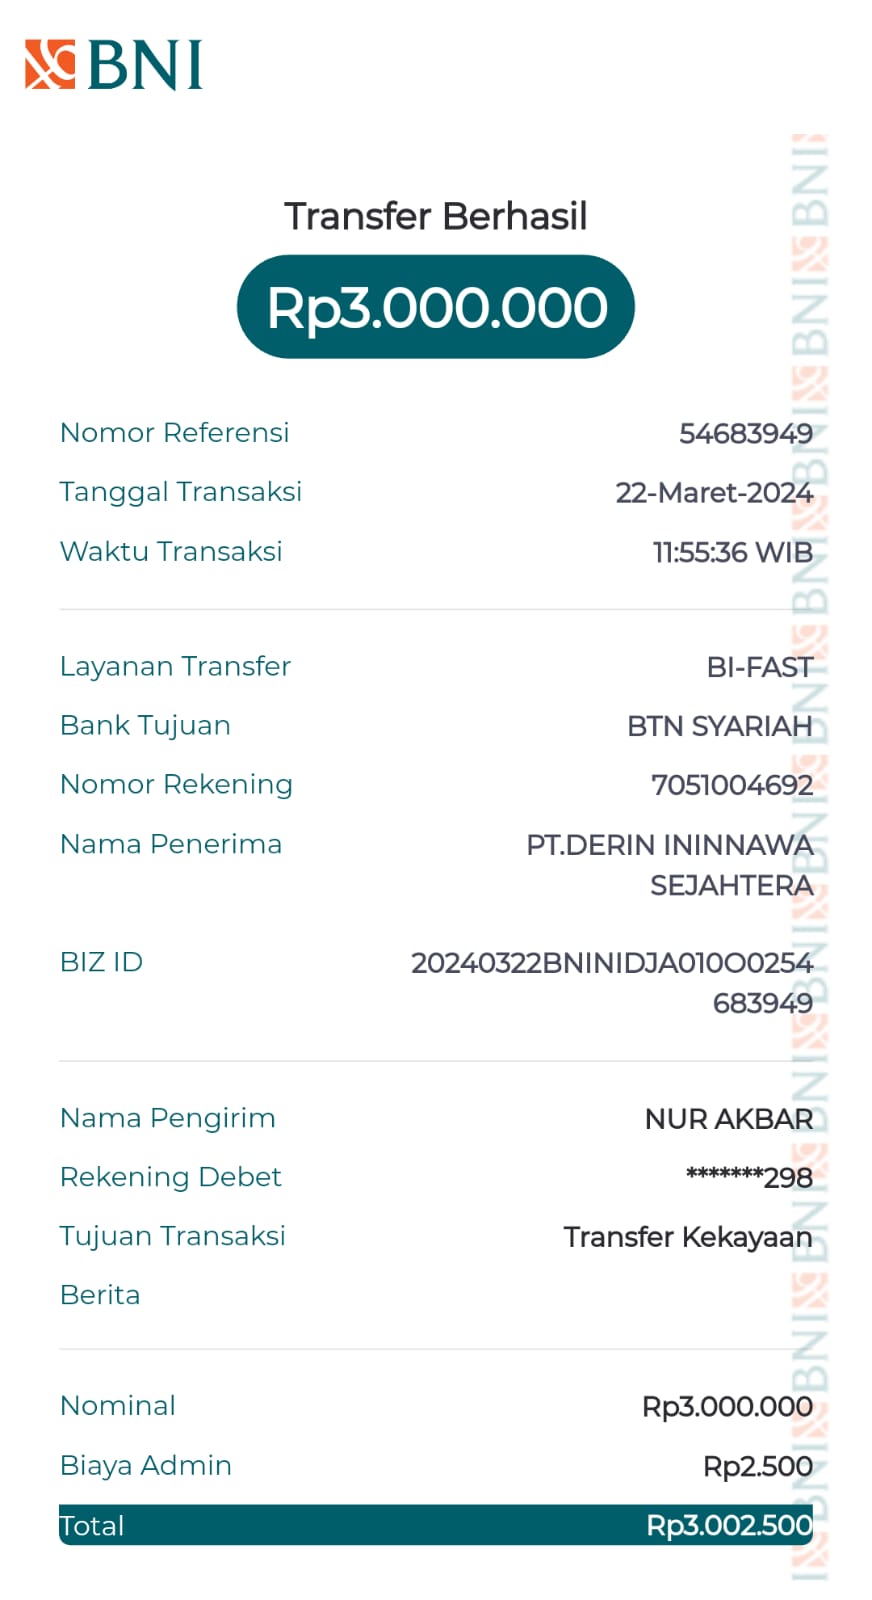 BNI
Transfer Berhasil
Rp3.000.000
Nomor Referensi 54683949
Tanggal Transaksi 22-Maret-2024
Waktu Transaksi 11:55:36 WIB
Layanan Transfer BI-FAST
Bank Tujuan BTN SYARIAH
Nomor Rekening 7051004692
Nama Penerima PT.DERIN ININNAWA
SEJAHTERA
BIZ ID 20240322BNINIDJA010O0254
683949
Nama Pengirim NUR AKBAR
Rekening Debet *******298
Tujuan Transaksi Transfer Kekayaan
Berita
Nominal Rp3.000.000
Biaya Admin Rp2.500
Total Rp3.002.500
BNI BNI BNI BNI BNI BNI BNI BNI BNI BNI BNI